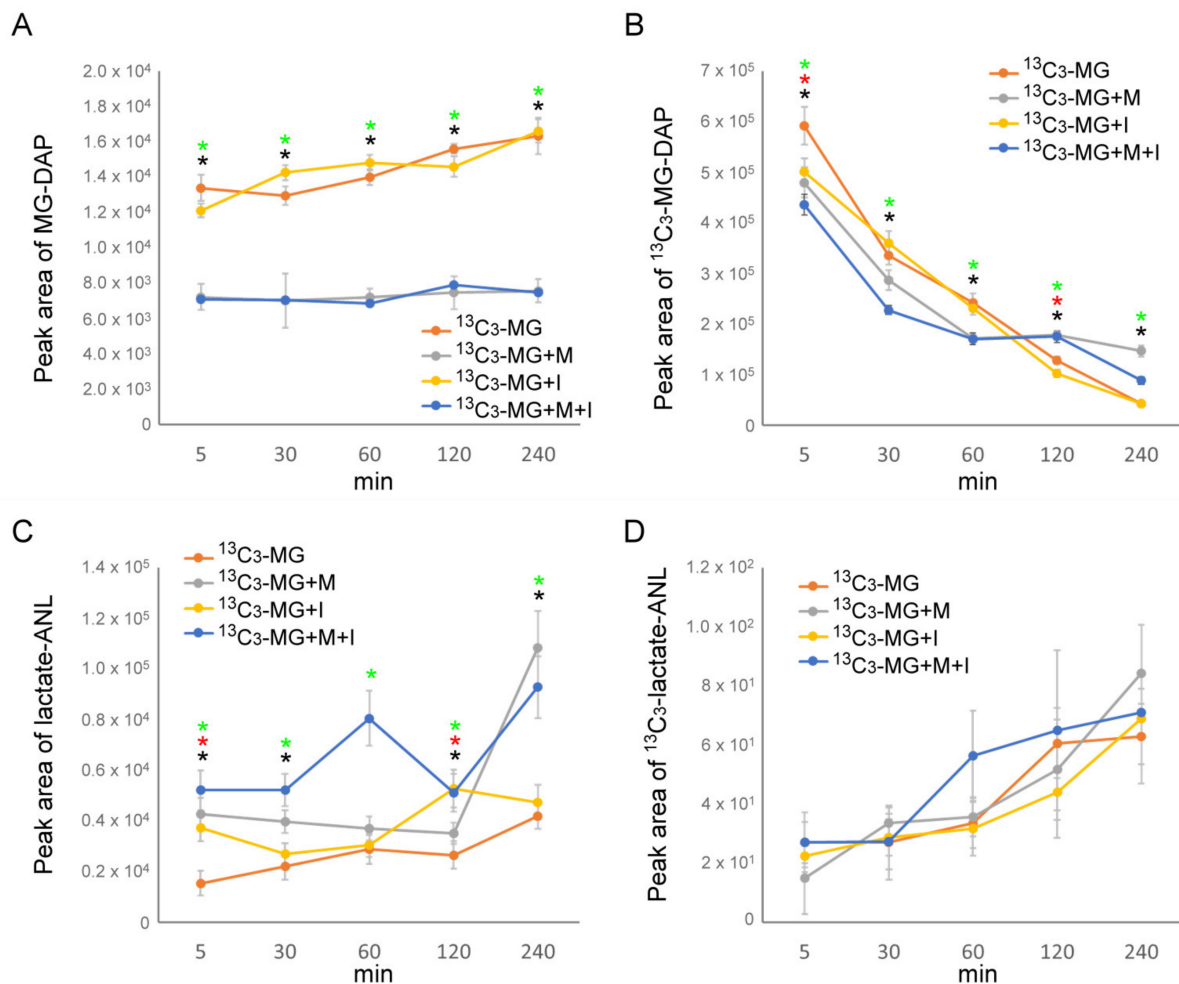 A
Peak area of MG-DAP
2.0 x 10⁴
1.8 x 10⁴
1.6 x 10⁴
1.4 x 10⁴
1.2 x 10⁴
1.0 x 10⁴
8.0 x 10³
6.0 x 10³
4.0 x 10³
2.0 x 10³
0
* * * * *
* * * * *
¹³C₃-MG
¹³C₃-MG+M
¹³C₃-MG+I
¹³C₃-MG+M+I
5 30 60 120 240
min
B
Peak area of ¹³C₃-MG-DAP
7 x 10⁵
6 x 10⁵
5 x 10⁵
4 x 10⁵
3 x 10⁵
2 x 10⁵
1 x 10⁵
0
* * * * *
* *
* * * * *
¹³C₃-MG
¹³C₃-MG+M
¹³C₃-MG+I
¹³C₃-MG+M+I
5 30 60 120 240
min
C
Peak area of lactate-ANL
1.4 x 10⁵
1.2 x 10⁵
1.0 x 10⁵
0.8 x 10⁴
0.6 x 10⁴
0.4 x 10⁴
0.2 x 10⁴
0
¹³C₃-MG
¹³C₃-MG+M
¹³C₃-MG+I
¹³C₃-MG+M+I
* * * * *
* *
* * * *
5 30 60 120 240
min
D
Peak area of ¹³C₃-lactate-ANL
1.2 x 10²
1.0 x 10²
8 x 10¹
6 x 10¹
4 x 10¹
2 x 10¹
0
¹³C₃-MG
¹³C₃-MG+M
¹³C₃-MG+I
¹³C₃-MG+M+I
5 30 60 120 240
min